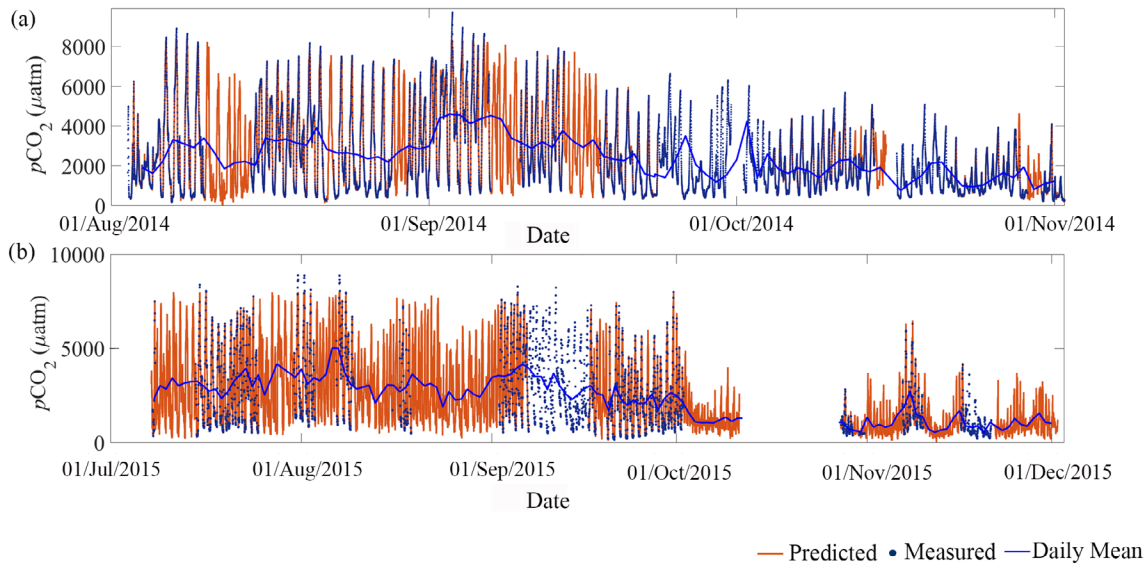 (a)
8000
6000
4000
2000
0
pCO2 (μatm)
01/Aug/2014 01/Sep/2014 01/Oct/2014 01/Nov/2014
Date
(b)
10000
5000
0
pCO2 (μatm)
01/Jul/2015 01/Aug/2015 01/Sep/2015 01/Oct/2015 01/Nov/2015 01/Dec/2015
Date
Predicted Measured Daily Mean